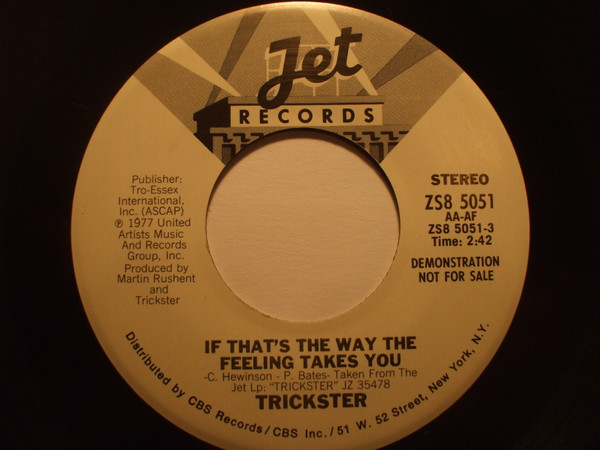 Jet
RECORDS
Publisher:
Tro-Essex
International,
Inc. (ASCAP)
℗ 1977 United
Artists Music
And Records
Group, Inc.
Produced by
Martin Rushent
and
Trickster
STEREO
ZS8 5051
AA-AF
ZS8 5051-3
Time: 2:42
DEMONSTRATION
NOT FOR SALE
IF THAT'S THE WAY THE
FEELING TAKES YOU
-C. Hewinson - P. Bates- Taken From The
Jet Lp: "TRICKSTER" JZ 35478
TRICKSTER
Distributed by CBS Records/CBS Inc./51 W. 52 Street, New York, N.Y.